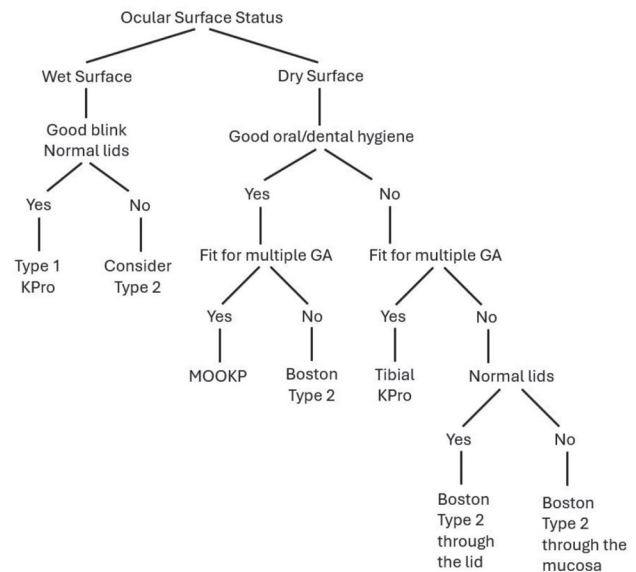 Ocular Surface Status
Wet Surface
Dry Surface
Good blink
Normal lids
Good oral/dental hygiene
Yes
No
Yes
No
Type 1
KPro
Consider
Type 2
Fit for multiple GA
Fit for multiple GA
Yes
No
Yes
No
MOOKP
Boston
Type 2
Tibial
KPro
Normal lids
Yes
No
Boston
Type 2
through
the lid
Boston
Type 2
through the
mucosa